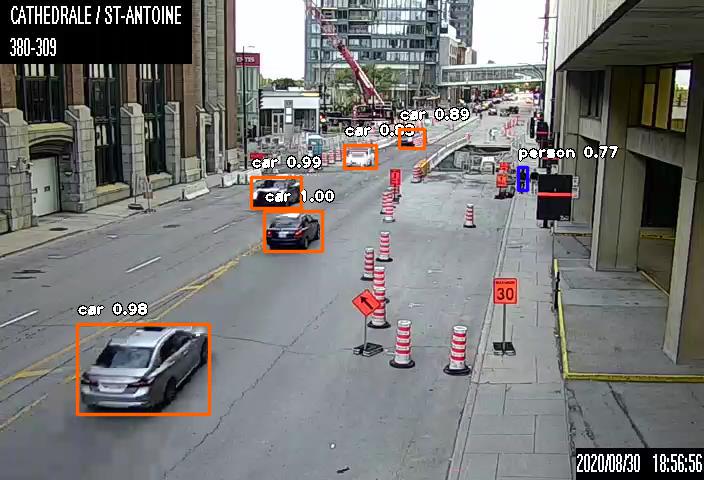 CATHEDRALE / ST-ANTOINE
380-309
car 0.89
person 0.77
car 0.99
car 1.00
car 0.98
30
2020/08/30 18:56:56